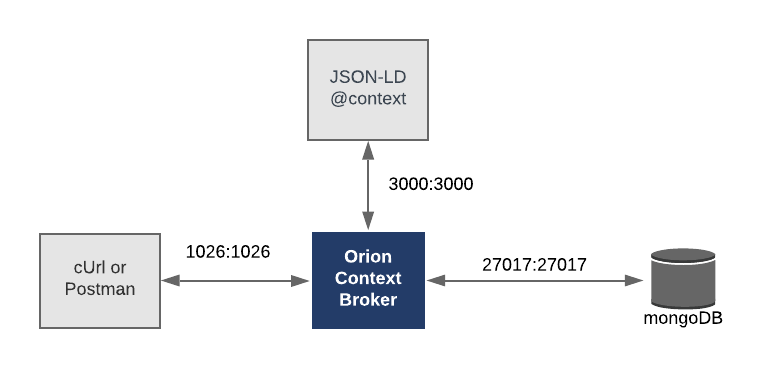 JSON-LD
@context
3000:3000
cUrl or
Postman
1026:1026
Orion
Context
Broker
27017:27017
mongoDB